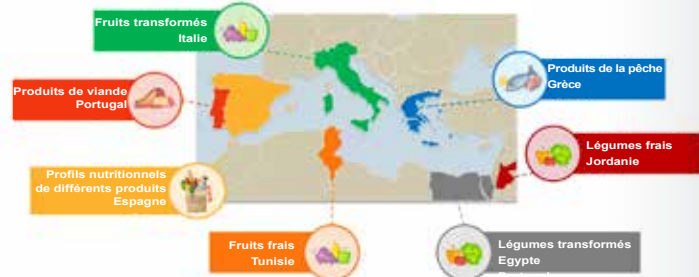 Fruits transformés
Italie
Produits de la pêche
Grèce
Produits de viande
Portugal
Légumes frais
Jordanie
Profils nutritionnels
de différents produits
Espagne
Fruits frais
Tunisie
Légumes transformés
Egypte